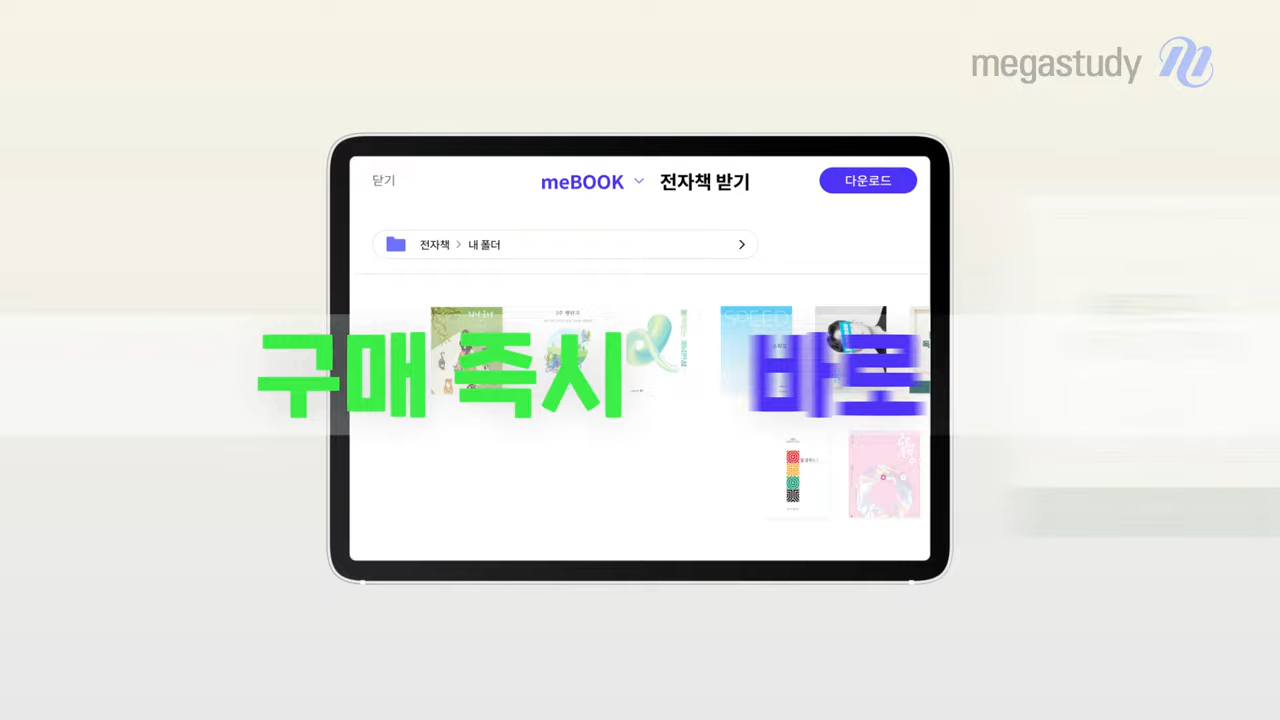 megastudy
닫기
meBOOK 전자책 받기
다운로드
전자책 > 내 폴더
SPEED
구매 즉시 바로